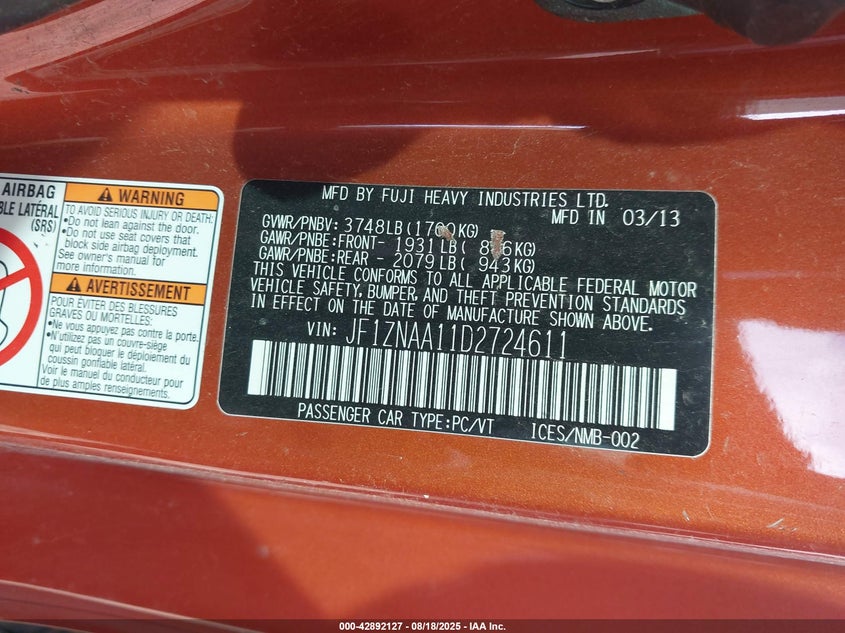 AIRBAG
BLE LATÉRAL
(SRS)
WARNING
TO AVOID SERIOUS INJURY OR DEATH:
•Do not lean against the door.
•Do not use seat covers that
block side airbag deployment.
See owner's manual for
more information.
AVERTISSEMENT
POUR ÉVITER DES BLESSURES
GRAVES OU MORTELLES:
•Ne vous appuyez pas contre la porte.
•N'utilisez pas un couvre-siège
qui bloque le déploiement du
coussin gonflable latéral.
Voir le manuel du conducteur pour
de plus amples renseignements.
MFD BY FUJI HEAVY INDUSTRIES LTD.
MFD IN 03/13
GVWR/PNBV: 3748LB(1700KG)
GAWR/PNBE:FRONT- 1931LB( 876KG)
GAWR/PNBE:REAR - 2079LB( 943KG)
THIS VEHICLE CONFORMS TO ALL APPLICABLE FEDERAL MOTOR
VEHICLE SAFETY, BUMPER, AND THEFT PREVENTION STANDARDS
IN EFFECT ON THE DATE OF MANUFACTURE SHOWN ABOVE.
VIN: JF1ZNAA11D2724611
PASSENGER CAR TYPE:PC/VT ICES/NMB-002
000-42892127 - 08/18/2025 - IAA Inc.